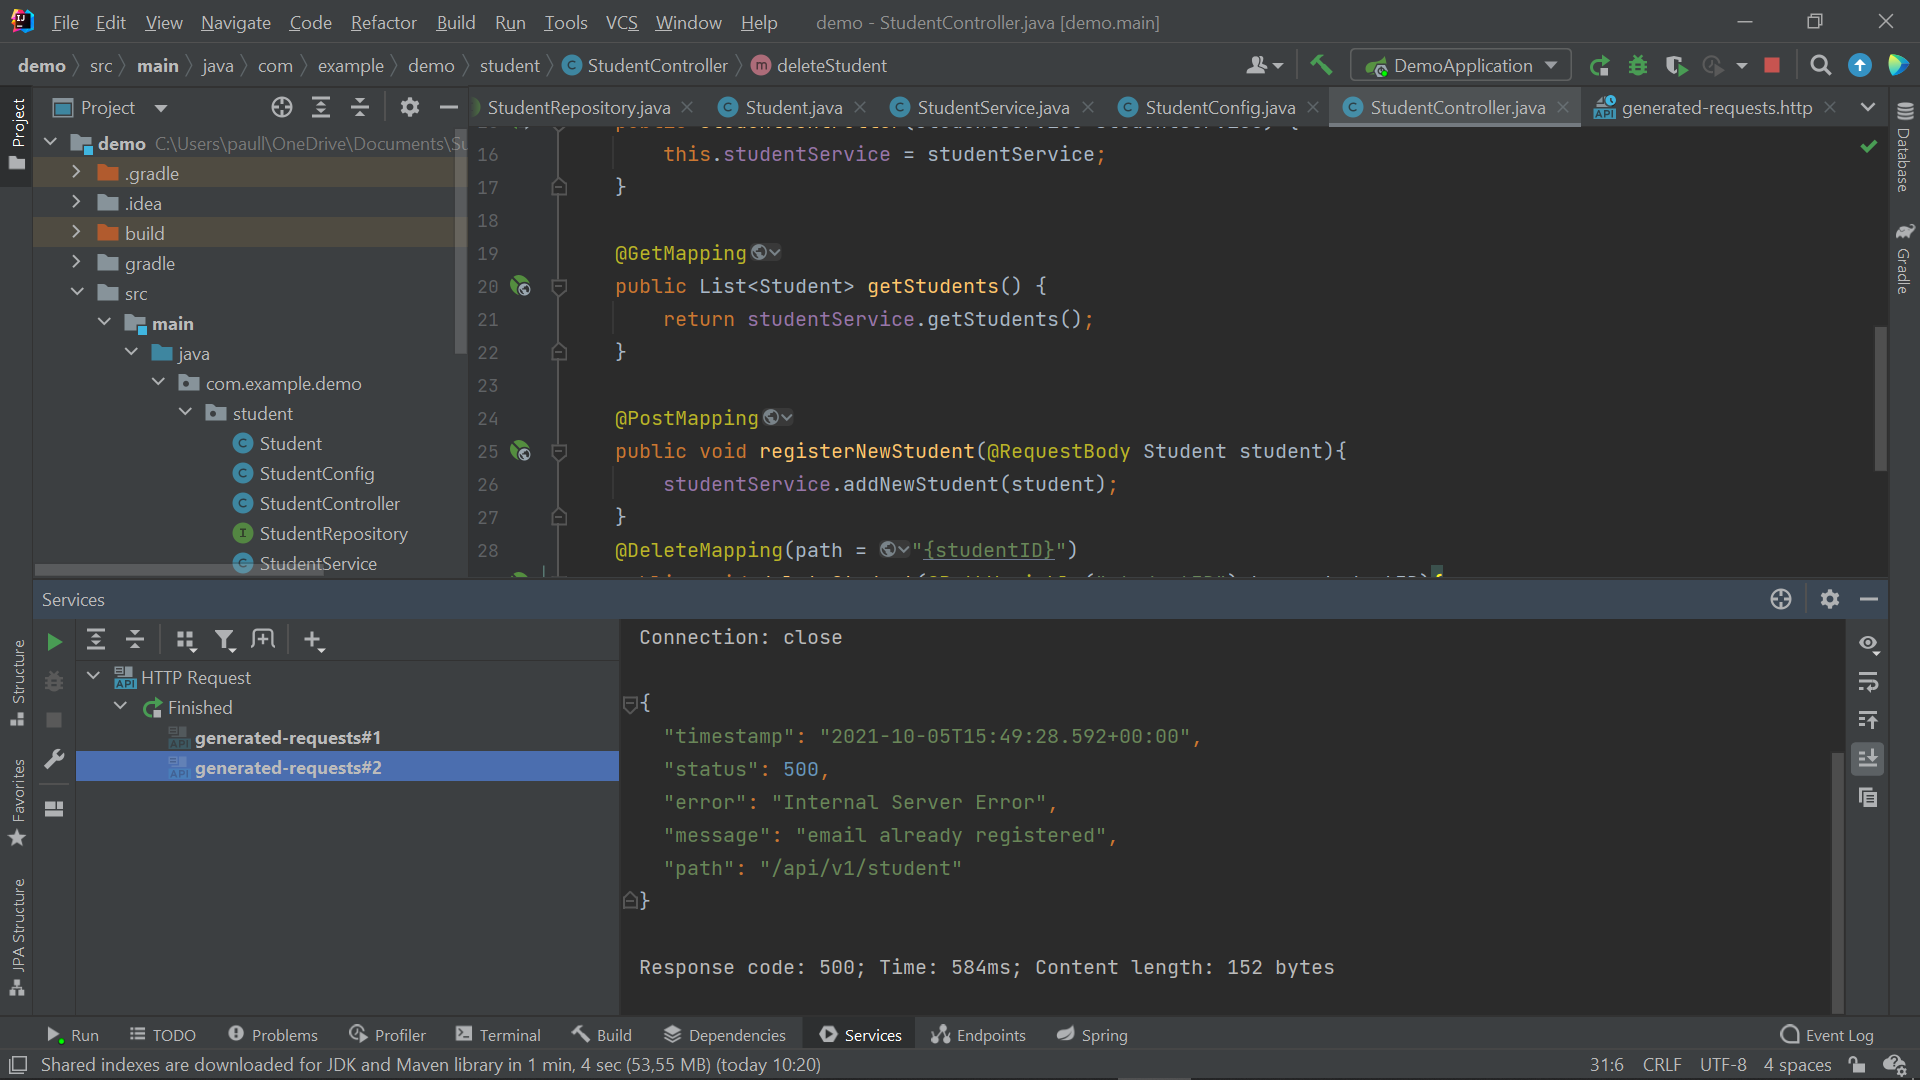 File Edit View Navigate Code Refactor Build Run Tools VCS Window Help demo - StudentController.java [demo.main]
demo src main java com example demo student StudentController deleteStudent DemoApplication
Project
StudentRepository.java Student.java StudentService.java StudentConfig.java StudentController.java generated-requests.http
demo C:\Users\paull\OneDrive\Documents\Su
.gradle
.idea
build
gradle
src
main
java
com.example.demo
student
Student
StudentConfig
StudentController
StudentRepository
StudentService
16 this.studentService = studentService;
17 }
18
19 @GetMapping
20 public List<Student> getStudents() {
21 return studentService.getStudents();
22 }
23
24 @PostMapping
25 public void registerNewStudent(@RequestBody Student student){
26 studentService.addNewStudent(student);
27 }
28 @DeleteMapping(path = "{studentID}")
Project
Structure
Favorites
JPA Structure
Database
Gradle
Services
HTTP Request
Finished
generated-requests#1
generated-requests#2
Connection: close
{
"timestamp": "2021-10-05T15:49:28.592+00:00",
"status": 500,
"error": "Internal Server Error",
"message": "email already registered",
"path": "/api/v1/student"
}
Response code: 500; Time: 584ms; Content length: 152 bytes
Run TODO Problems Profiler Terminal Build Dependencies Services Endpoints Spring Event Log
Shared indexes are downloaded for JDK and Maven library in 1 min, 4 sec (53,55 MB) (today 10:20) 31:6 CRLF UTF-8 4 spaces